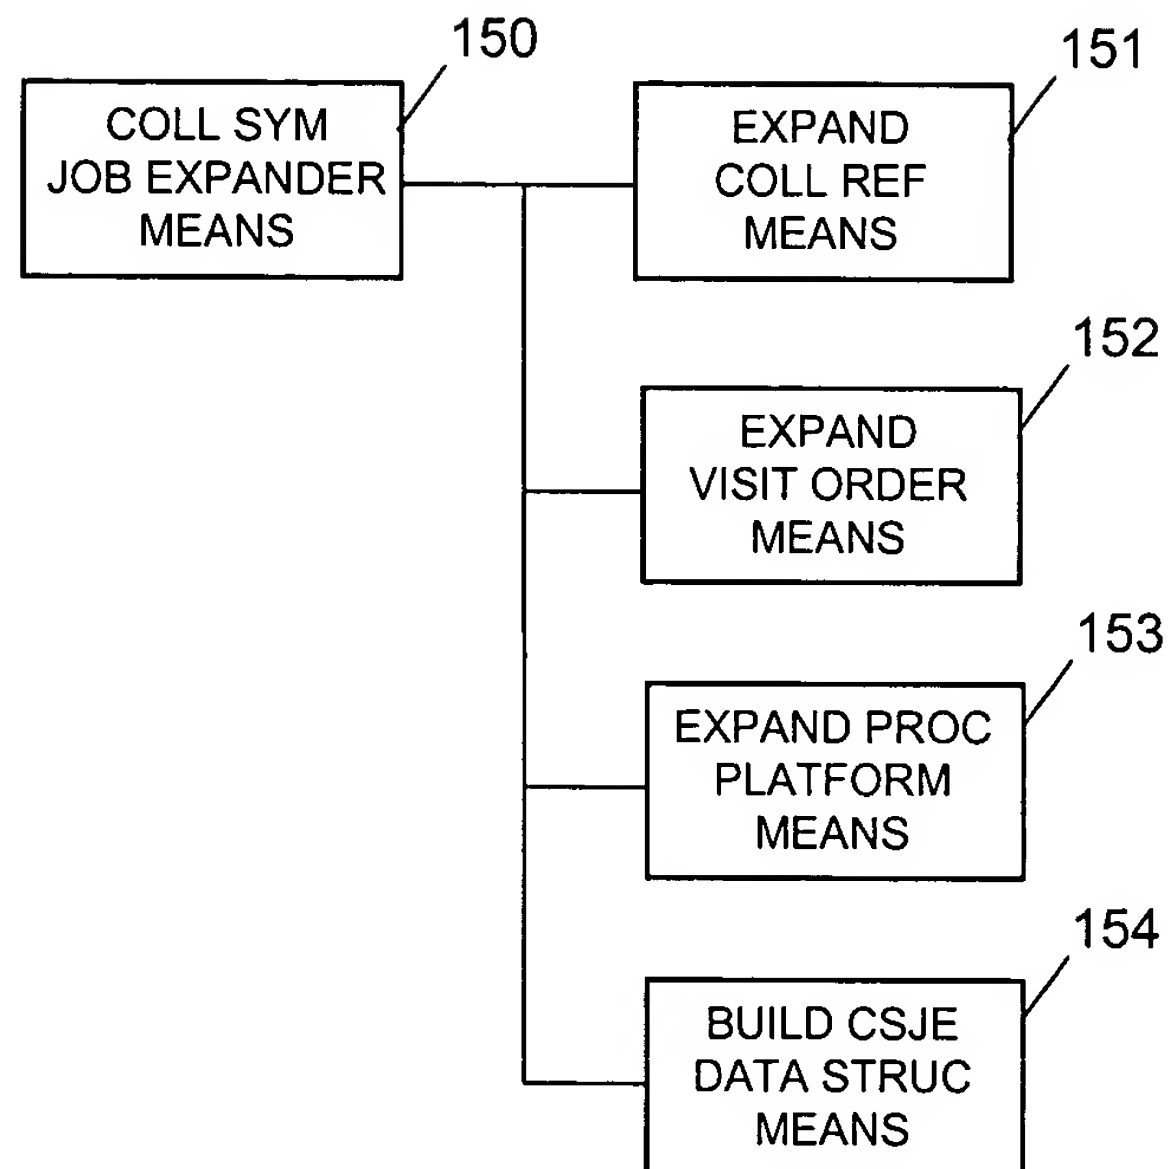 150
COLL SYM
JOB EXPANDER
MEANS
151
EXPAND
COLL REF
MEANS
152
EXPAND
VISIT ORDER
MEANS
153
EXPAND PROC
PLATFORM
MEANS
154
BUILD CSJE
DATA STRUC
MEANS